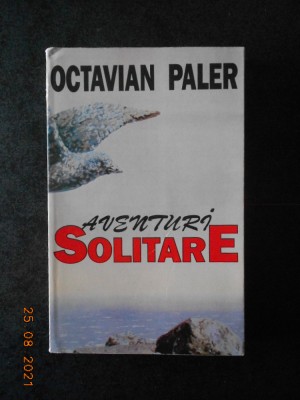 OCTAVIAN PALER
AVENTURI
SOLITARE
25.08.2021